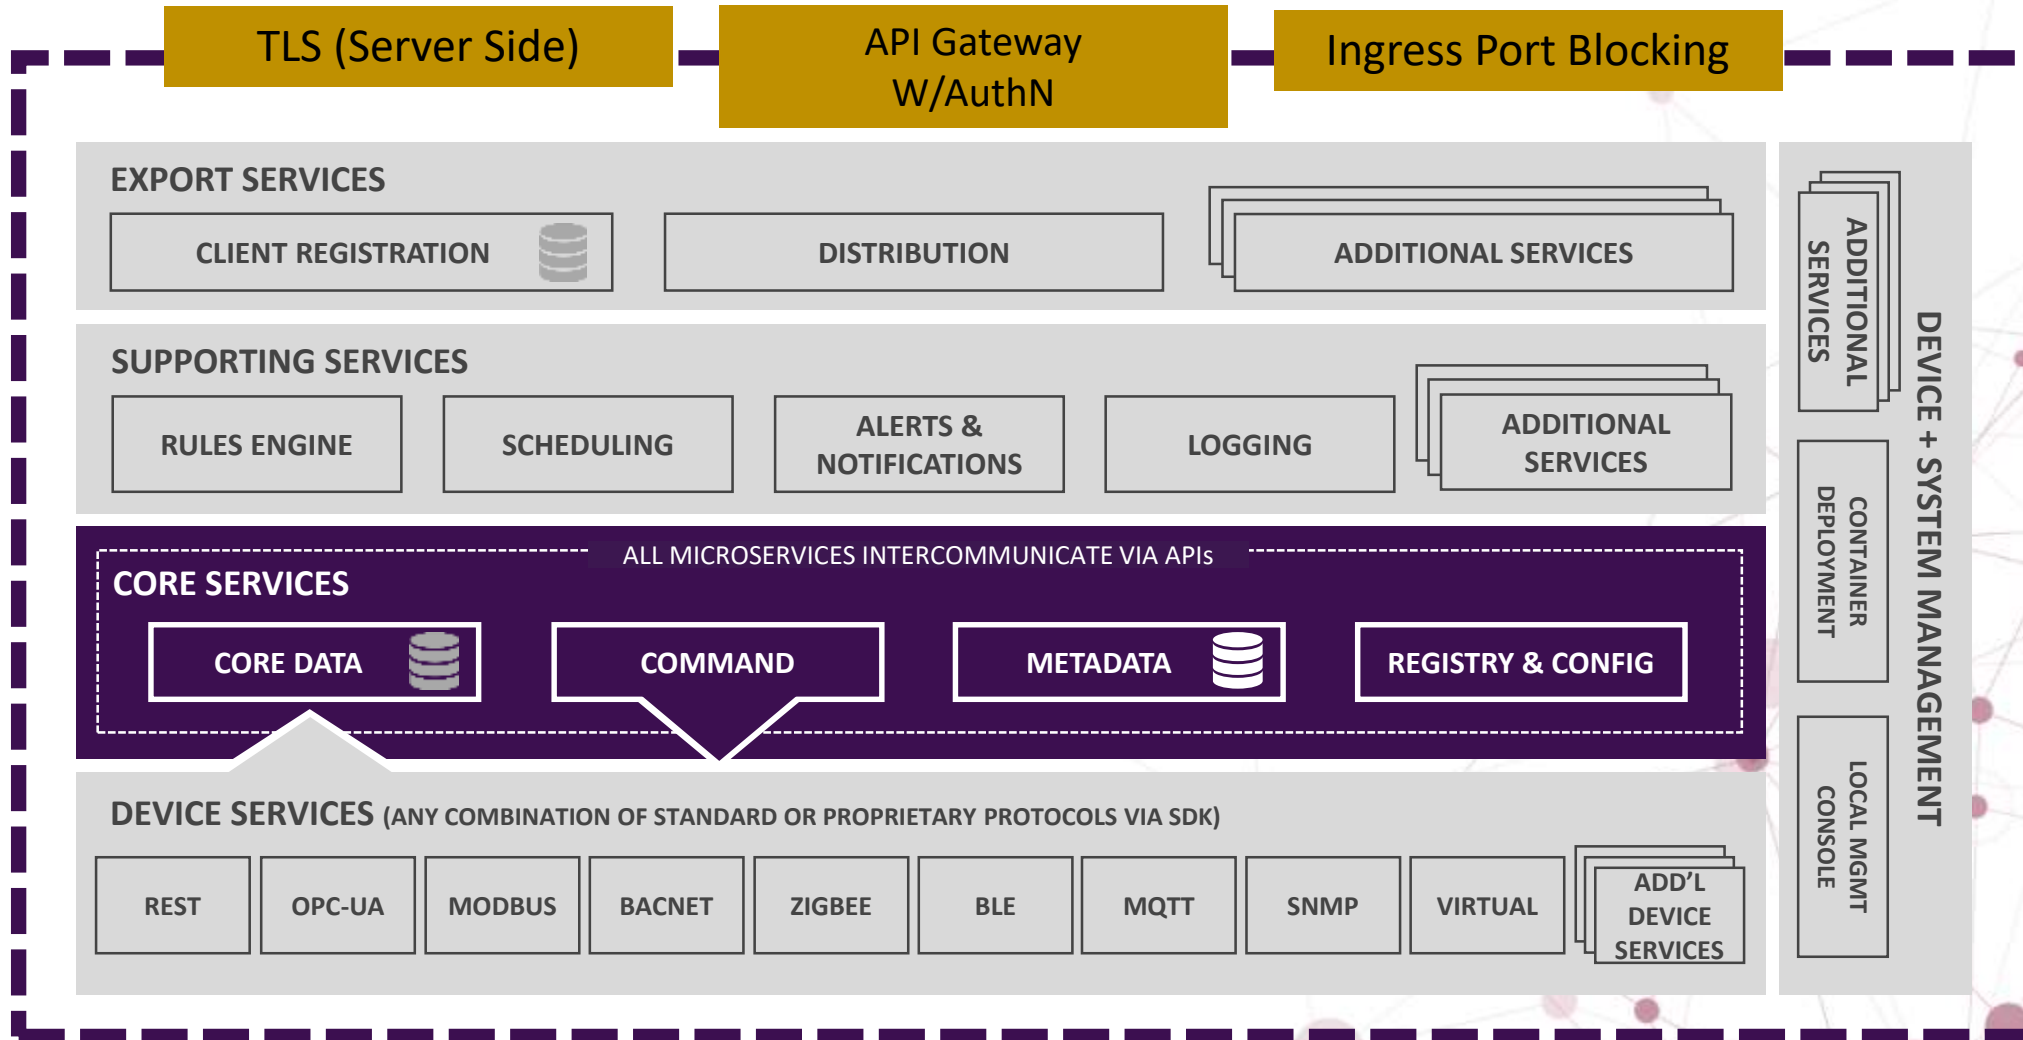 TLS (Server Side)
API Gateway
W/AuthN
Ingress Port Blocking
EXPORT SERVICES
CLIENT REGISTRATION
DISTRIBUTION
ADDITIONAL SERVICES
SUPPORTING SERVICES
RULES ENGINE
SCHEDULING
ALERTS &
NOTIFICATIONS
LOGGING
ADDITIONAL
SERVICES
ALL MICROSERVICES INTERCOMMUNICATE VIA APIs
CORE SERVICES
CORE DATA
COMMAND
METADATA
REGISTRY & CONFIG
DEVICE SERVICES (ANY COMBINATION OF STANDARD OR PROPRIETARY PROTOCOLS VIA SDK)
REST
OPC-UA
MODBUS
BACNET
ZIGBEE
BLE
MQTT
SNMP
VIRTUAL
ADD'L
DEVICE
SERVICES
DEVICE + SYSTEM MANAGEMENT
ADDITIONAL
SERVICES
CONTAINER
DEPLOYMENT
LOCAL MGMT
CONSOLE